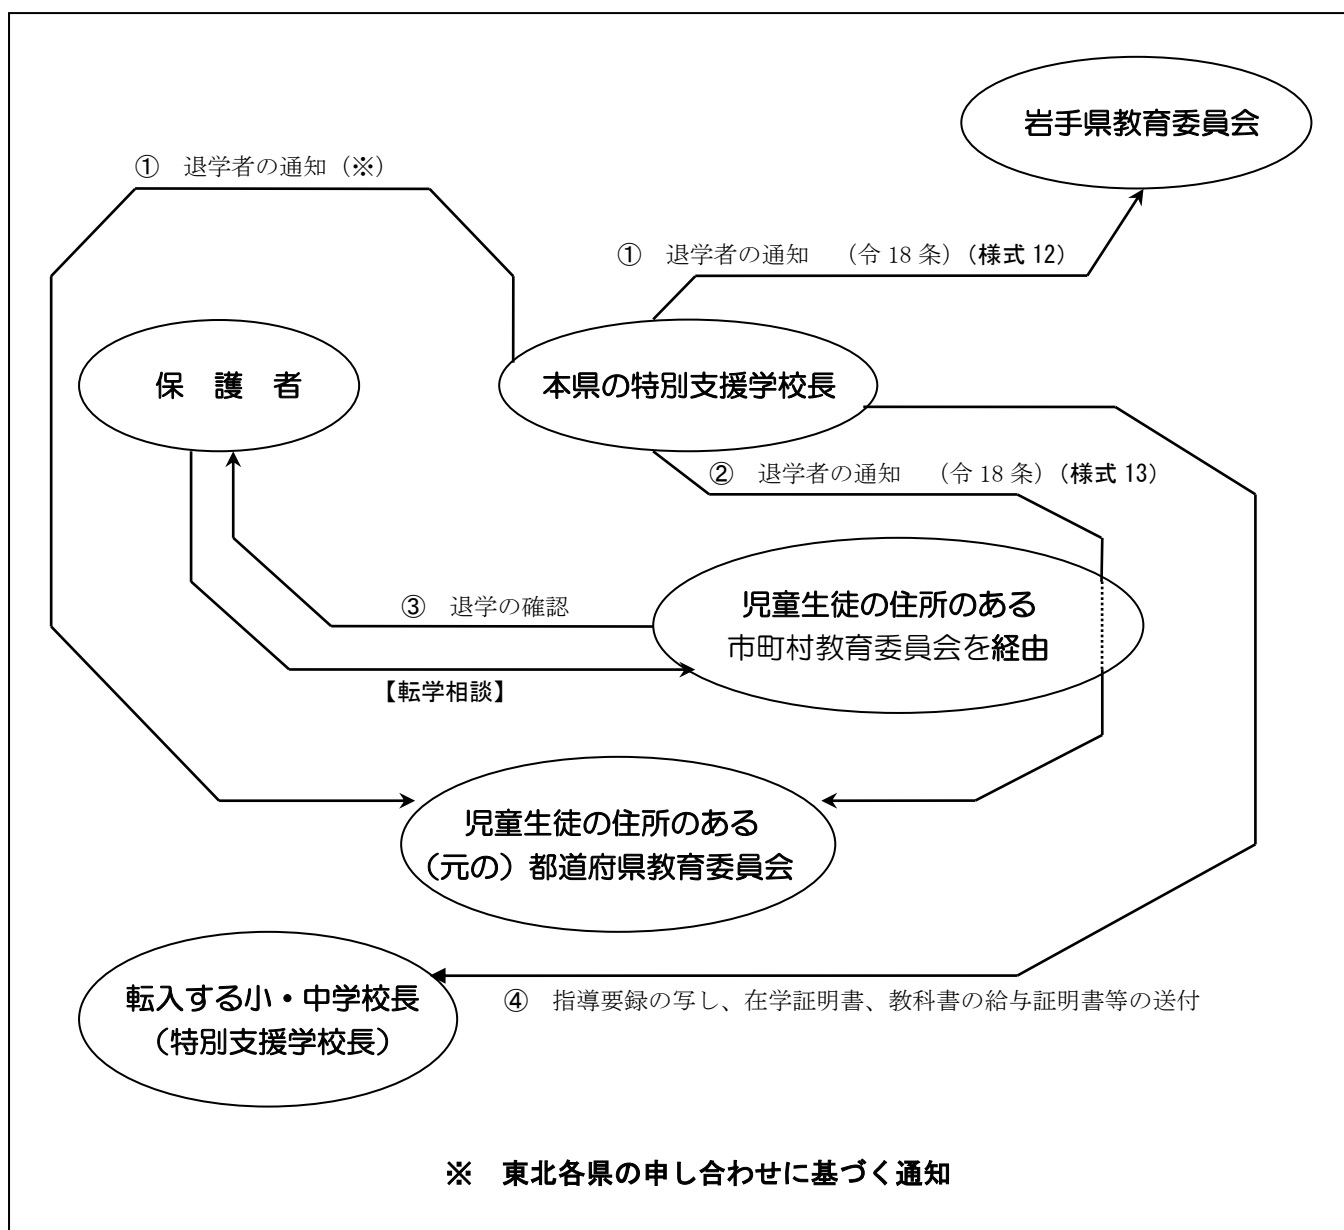 岩手県教育委員会
①　退学者の通知（※）
①　退学者の通知　（令 18 条）（様式 12）
保　護　者
本県の特別支援学校長
②　退学者の通知　（令 18 条）（様式 13）
児童生徒の住所のある
市町村教育委員会を経由
③　退学の確認
【転学相談】
児童生徒の住所のある
（元の）都道府県教育委員会
転入する小・中学校長
（特別支援学校長）
④　指導要録の写し、在学証明書、教科書の給与証明書等の送付
※　東北各県の申し合わせに基づく通知